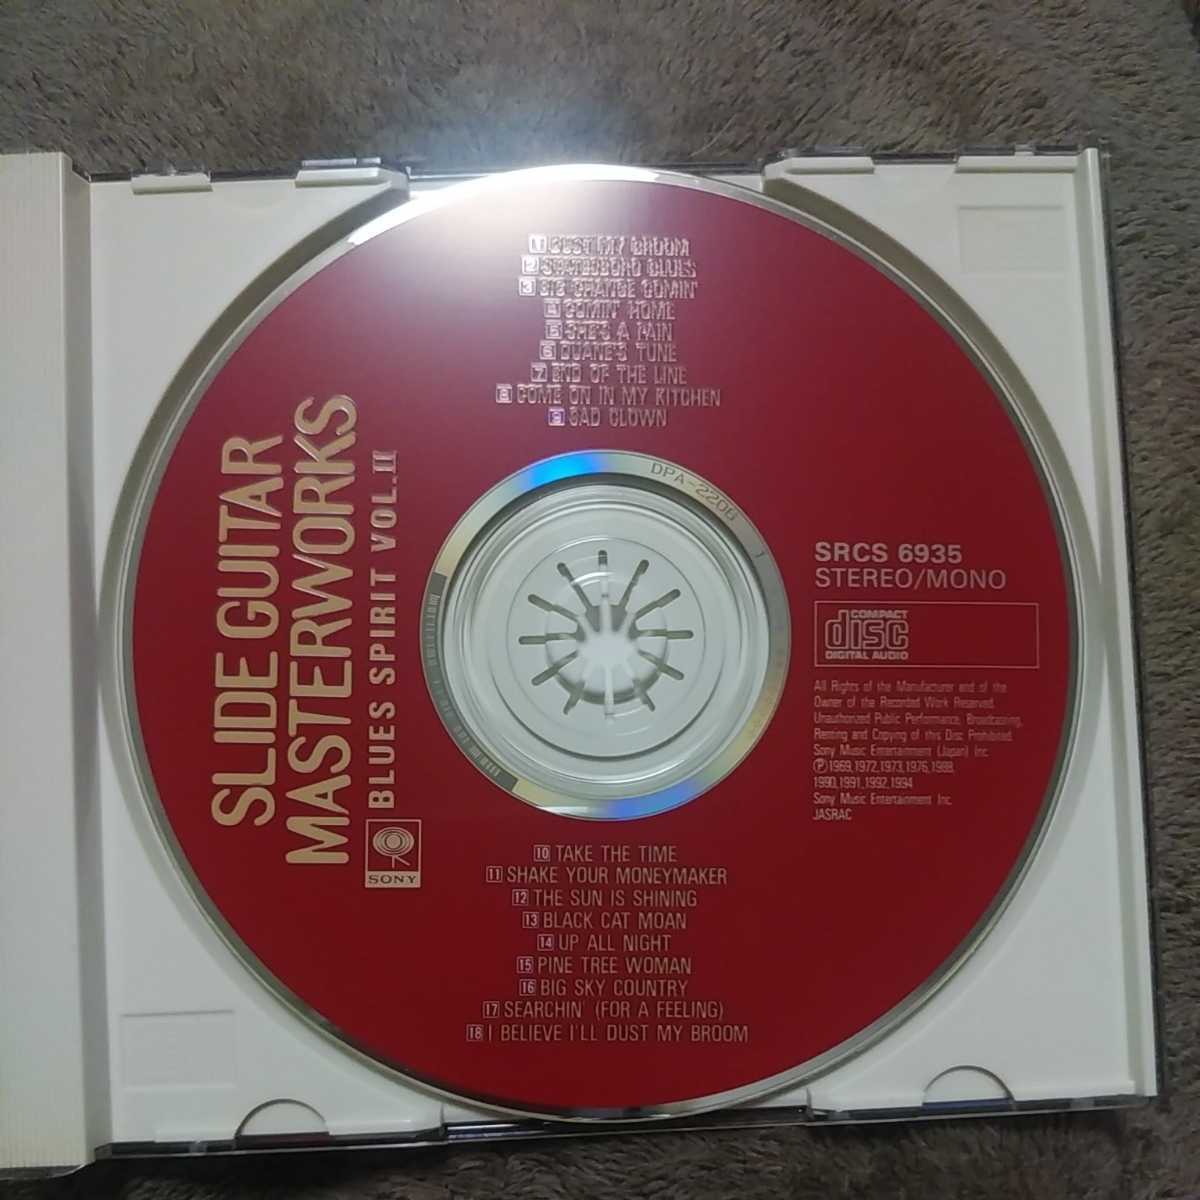 1 DUST MY BROOM
2 STATESBORO BLUES
3 BIG CHANGE COMIN'
4 COMIN' HOME
5 SHE'S A PAIN
6 DUANE'S TUNE
7 END OF THE LINE
8 COME ON IN MY KITCHEN
9 SAD CLOWN
SLIDE GUITAR
MASTERWORKS
BLUES SPIRIT VOL.II
SONY
DPA-2206 1
SRCS 6935
STEREO/MONO
COMPACT
disc
DIGITAL AUDIO
All Rights of the Manufacturer and of the
Owner of the Recorded Work Reserved.
Unauthorized Public Performance, Broadcasting,
Renting and Copying of this Disc Prohibited.
Sony Music Entertainment (Japan) Inc.
℗1969,1972,1973,1976,1988,
1990,1991,1992,1994
Sony Music Entertainment Inc.
JASRAC
10 TAKE THE TIME
11 SHAKE YOUR MONEYMAKER
12 THE SUN IS SHINING
13 BLACK CAT MOAN
14 UP ALL NIGHT
15 PINE TREE WOMAN
16 BIG SKY COUNTRY
17 SEARCHIN' (FOR A FEELING)
18 I BELIEVE I'LL DUST MY BROOM